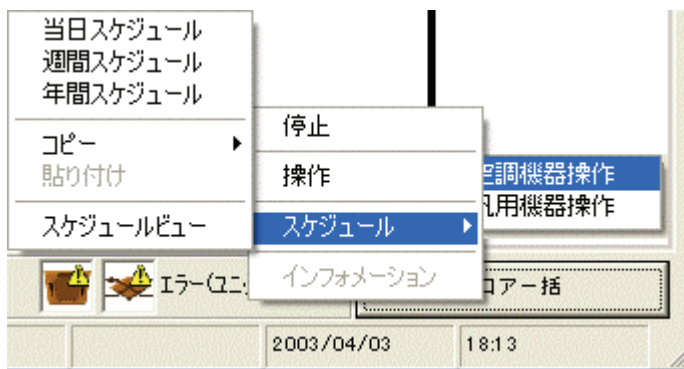 当日スケジュール
週間スケジュール
年間スケジュール
コピー
貼り付け
スケジュールビュー
停止
操作
スケジュール
インフォメーション
空調機器操作
汎用機器操作
エラー(ユニッ
ロアー括
2003/04/03
18:13